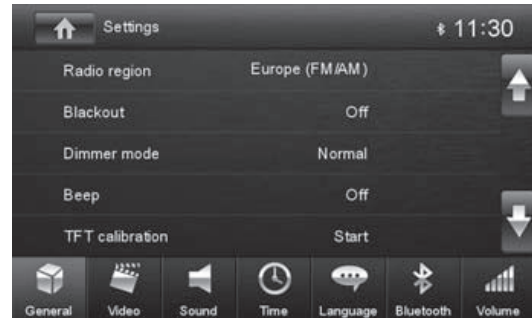 Settings 11:30
Radio region Europe (FM/AM)
Blackout Off
Dimmer mode Normal
Beep Off
TFT calibration Start
General Video Sound Time Language Bluetooth Volume